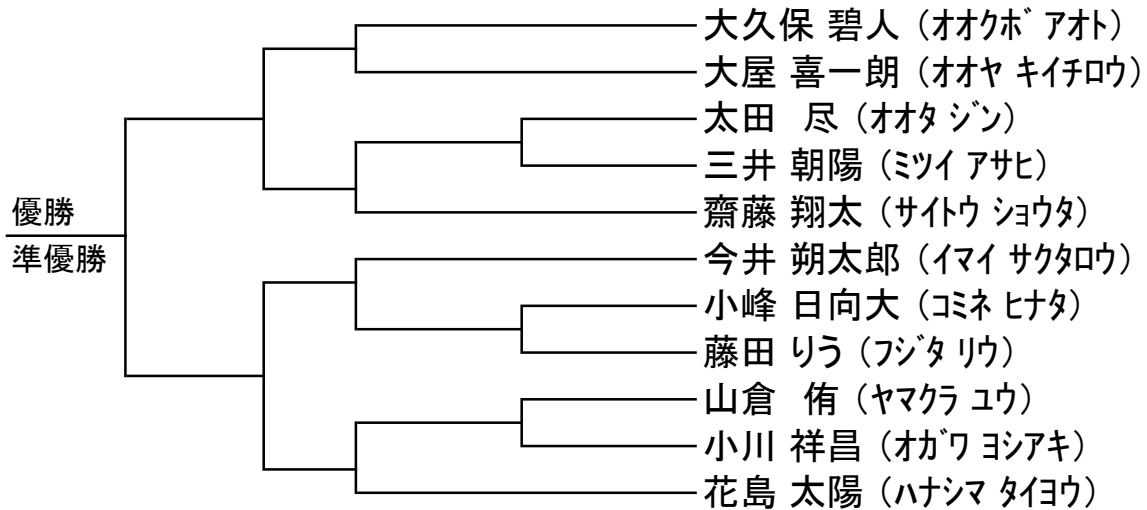 大久保 碧人 (オオクボ アオト)
大屋 喜一朗 (オオヤ キイチロウ)
太田 尽 (オオタ ジン)
三井 朝陽 (ミツイ アサヒ)
優勝
齋藤 翔太 (サイトウ ショウタ)
準優勝
今井 朔太郎 (イマイ サクタロウ)
小峰 日向大 (コミネ ヒナタ)
藤田 りう (フジタ リウ)
山倉 侑 (ヤマクラ ユウ)
小川 祥昌 (オガワ ヨシアキ)
花島 太陽 (ハナシマ タイヨウ)